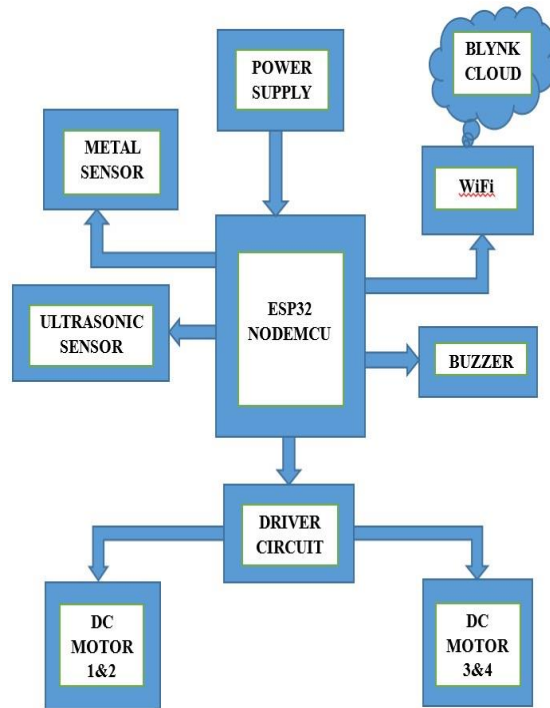 BLYNK
CLOUD
POWER
SUPPLY
METAL
SENSOR
WiFi
ESP32
NODEMCU
ULTRASONIC
SENSOR
BUZZER
DRIVER
CIRCUIT
DC
MOTOR
1&2
DC
MOTOR
3&4